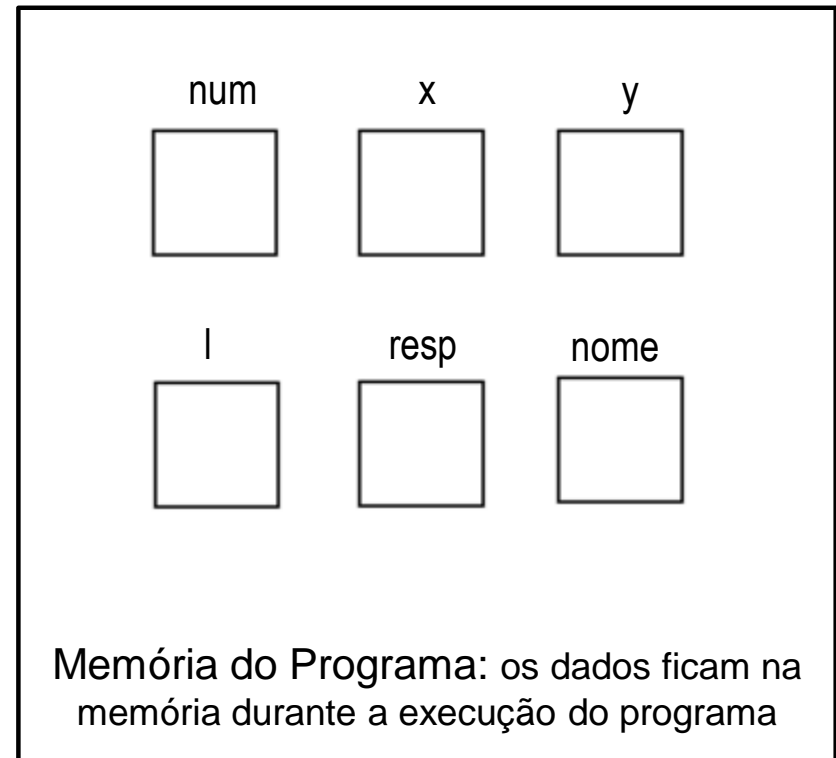 num x y
l resp nome
Memória do Programa: os dados ficam na
memória durante a execução do programa